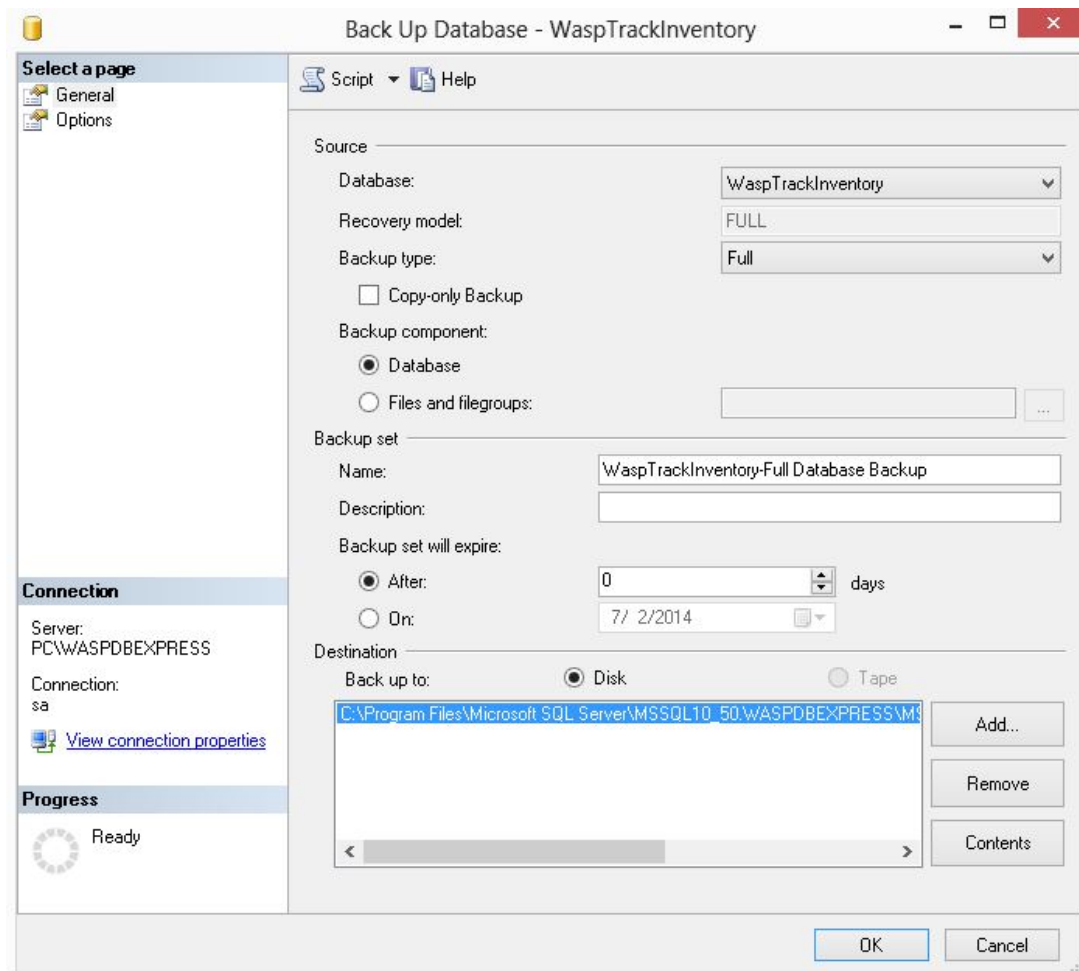 Back Up Database - WaspTrackInventory
Select a page
General
Options
Script Help
Source
Database: WaspTrackInventory
Recovery model: FULL
Backup type: Full
Copy-only Backup
Backup component:
Database
Files and filegroups: ...
Backup set
Name: WaspTrackInventory-Full Database Backup
Description:
Backup set will expire:
After: 0 days
On: 7/ 2/2014
Destination
Back up to: Disk Tape
C:\Program Files\Microsoft SQL Server\MSSQL10_50.WASPDBEXPRESS\MS
Add...
Remove
Contents
Connection
Server:
PC\WASPDBEXPRESS
Connection:
sa
View connection properties
Progress
Ready
OK Cancel